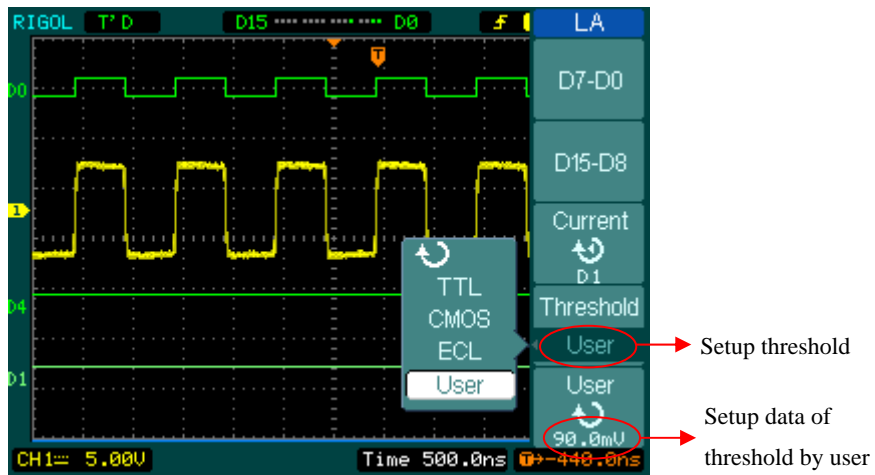 RIGOL T'D D15 D0 LA
D7-D0
D0
D15-D8
1
Current
D1
TTL
CMOS
ECL
User
D4
Threshold
User
Setup threshold
D1
User
90.0mV
Setup data of
threshold by user
CH1 5.00V Time 500.0ns T→-440.0ns
T